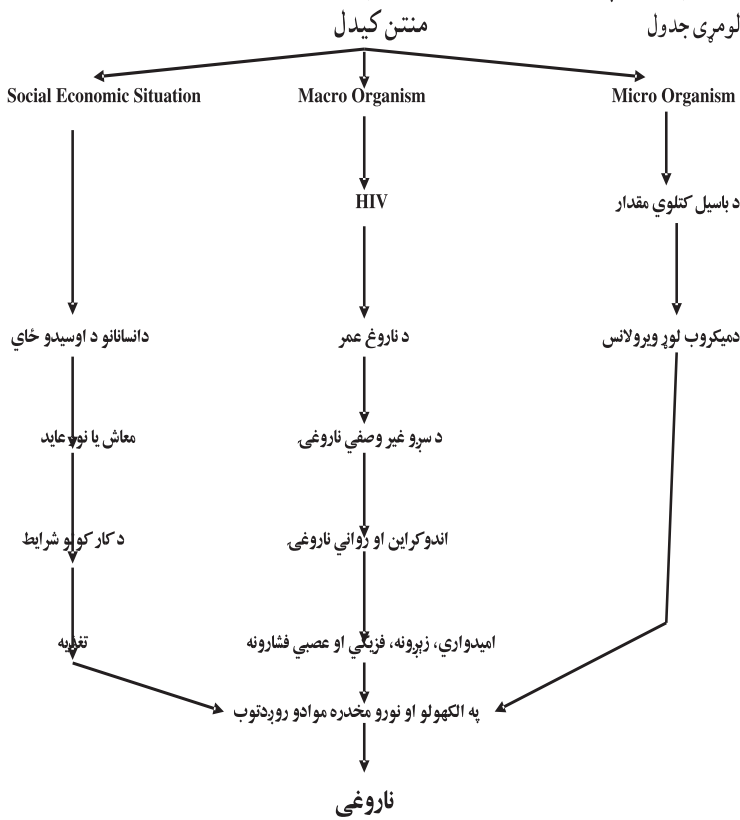 لومړی جدول
منتن کیدل
Social Economic Situation
Macro Organism
Micro Organism
HIV
د باسیل کتلوي مقدار
دانسانانو د اوسیدو ځاي
د ناروغ عمر
دمیکروب لوړ ویرولانس
معاش یا نور عاید
د سږو غیر وصفي ناروغۍ
د کار کولو شرایط
اندوکراین او رواني ناروغۍ
تغذیه
امیدواري، زېږونه، فزیکي او عصبي فشارونه
په الکهولو او نورو مخدره موادو روږدتوب
ناروغی